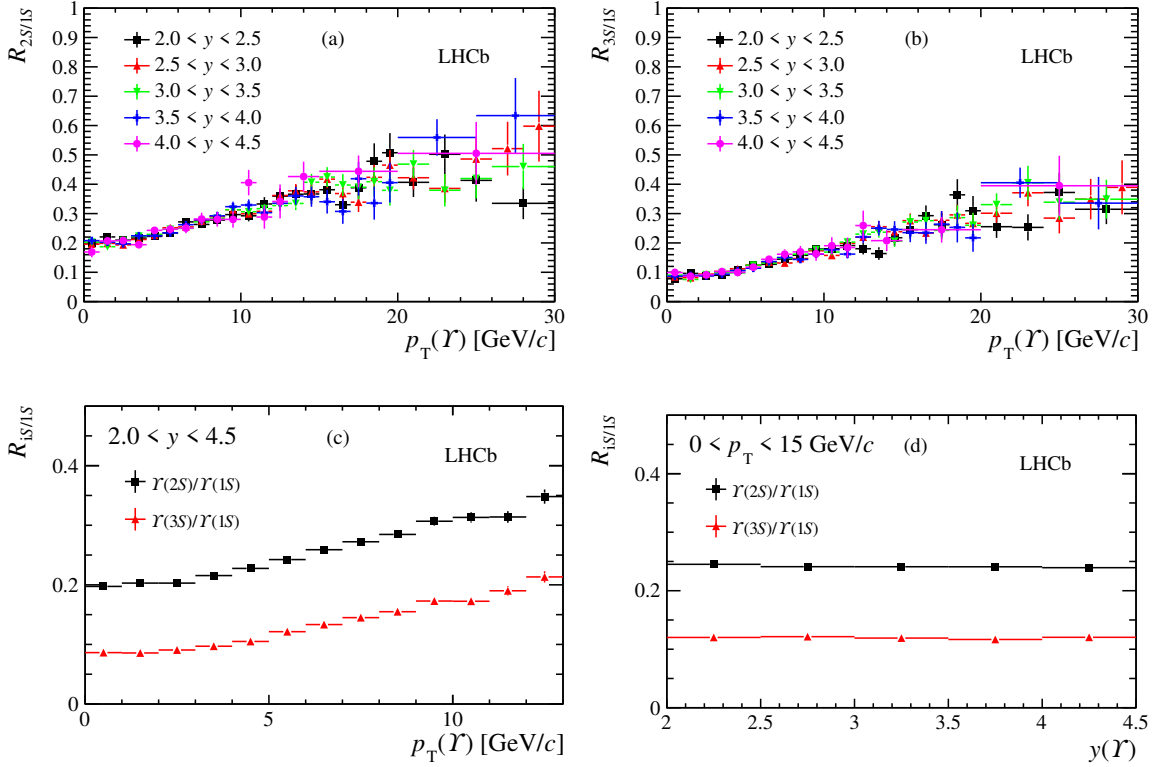 R2S/1S
1
0.9
0.8
0.7
0.6
0.5
0.4
0.3
0.2
0.1
0
(a)
LHCb
2.0 < y < 2.5
2.5 < y < 3.0
3.0 < y < 3.5
3.5 < y < 4.0
4.0 < y < 4.5
0 10 20 30
pT(ϒ) [GeV/c]
R3S/1S
1
0.9
0.8
0.7
0.6
0.5
0.4
0.3
0.2
0.1
0
(b)
LHCb
2.0 < y < 2.5
2.5 < y < 3.0
3.0 < y < 3.5
3.5 < y < 4.0
4.0 < y < 4.5
0 10 20 30
pT(ϒ) [GeV/c]
RiS/1S
0.4
0.2
0
2.0 < y < 4.5 (c)
LHCb
ϒ(2S)/ϒ(1S)
ϒ(3S)/ϒ(1S)
0 5 10
pT(ϒ) [GeV/c]
RiS/1S
0.4
0.2
0
0 < pT < 15 GeV/c (d)
LHCb
ϒ(2S)/ϒ(1S)
ϒ(3S)/ϒ(1S)
2 2.5 3 3.5 4 4.5
y(ϒ)